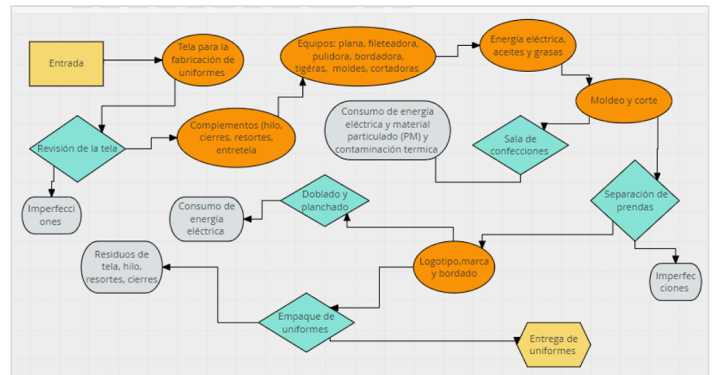 Entrada
Tela para la
fabricación de
uniformes
Equipos: plana, fileteadora,
pulidora, bordadora,
tigéras, moldes, cortadoras
Energia eléctrica,
aceites y grasas
Moldeo y corte
Revisión de la tela
Complementos (hilo,
cierres, resortes,
entretela
Consumo de energía
eléctrica y material
particulado (PM) y
contaminación termica
Sala de
confecciones
Separación de
prendas
Imperfecci
ones
Consumo de
energía
eléctrica
Doblado y
planchado
Logotipo,marca
y bordado
Imperfec
ciones
Residuos de
tela, hilo,
resortes, cierres
Empaque de
uniformes
Entrega de
uniformes